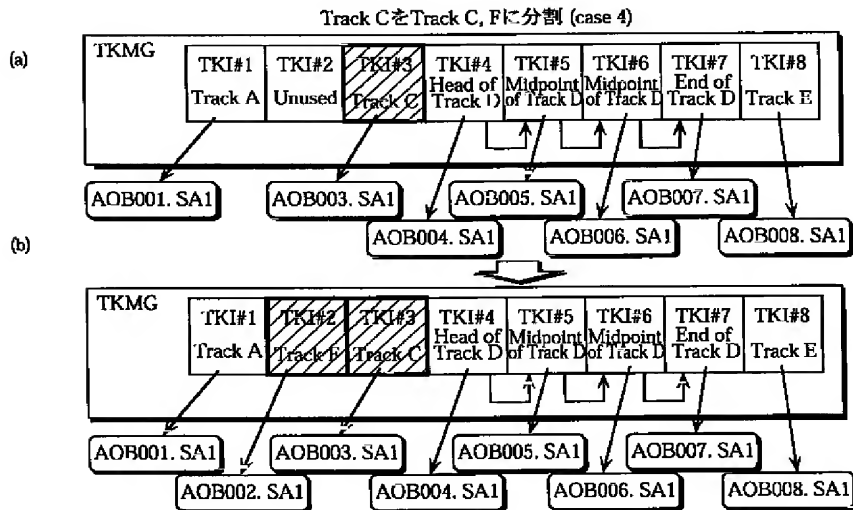 Track CをTrack C, Fに分割 (case 4)
(a)
TKMG
TKI#1 TKI#2 TKI#3 TKI#4 TKI#5 TKI#6 TKI#7 TKI#8
Track A Unused Track C Head of Track D Midpoint of Track D Midpoint of Track D End of Track D Track E
AOB001. SA1 AOB003. SA1 AOB005. SA1 AOB007. SA1
AOB004. SA1 AOB006. SA1 AOB008. SA1
(b)
TKMG
TKI#1 TKI#2 TKI#3 TKI#4 TKI#5 TKI#6 TKI#7 TKI#8
Track A Track F Track C Head of Track D Midpoint of Track D Midpoint of Track D End of Track D Track E
AOB001. SA1 AOB003. SA1 AOB005. SA1 AOB007. SA1
AOB002. SA1 AOB004. SA1 AOB006. SA1 AOB008. SA1